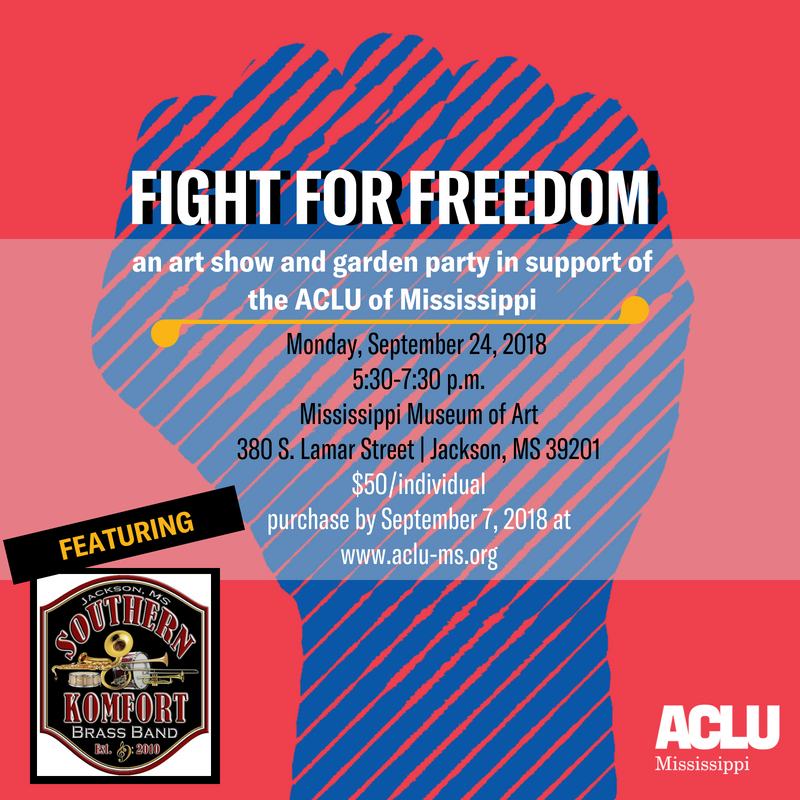 FIGHT FOR FREEDOM
an art show and garden party in support of
the ACLU of Mississippi
Monday, September 24, 2018
5:30-7:30 p.m.
Mississippi Museum of Art
380 S. Lamar Street | Jackson, MS 39201
$50/individual
purchase by September 7, 2018 at
www.aclu-ms.org
FEATURING
JACKSON, MS
SOUTHERN
KOMFORT
BRASS BAND
EST. 2010
ACLU
Mississippi